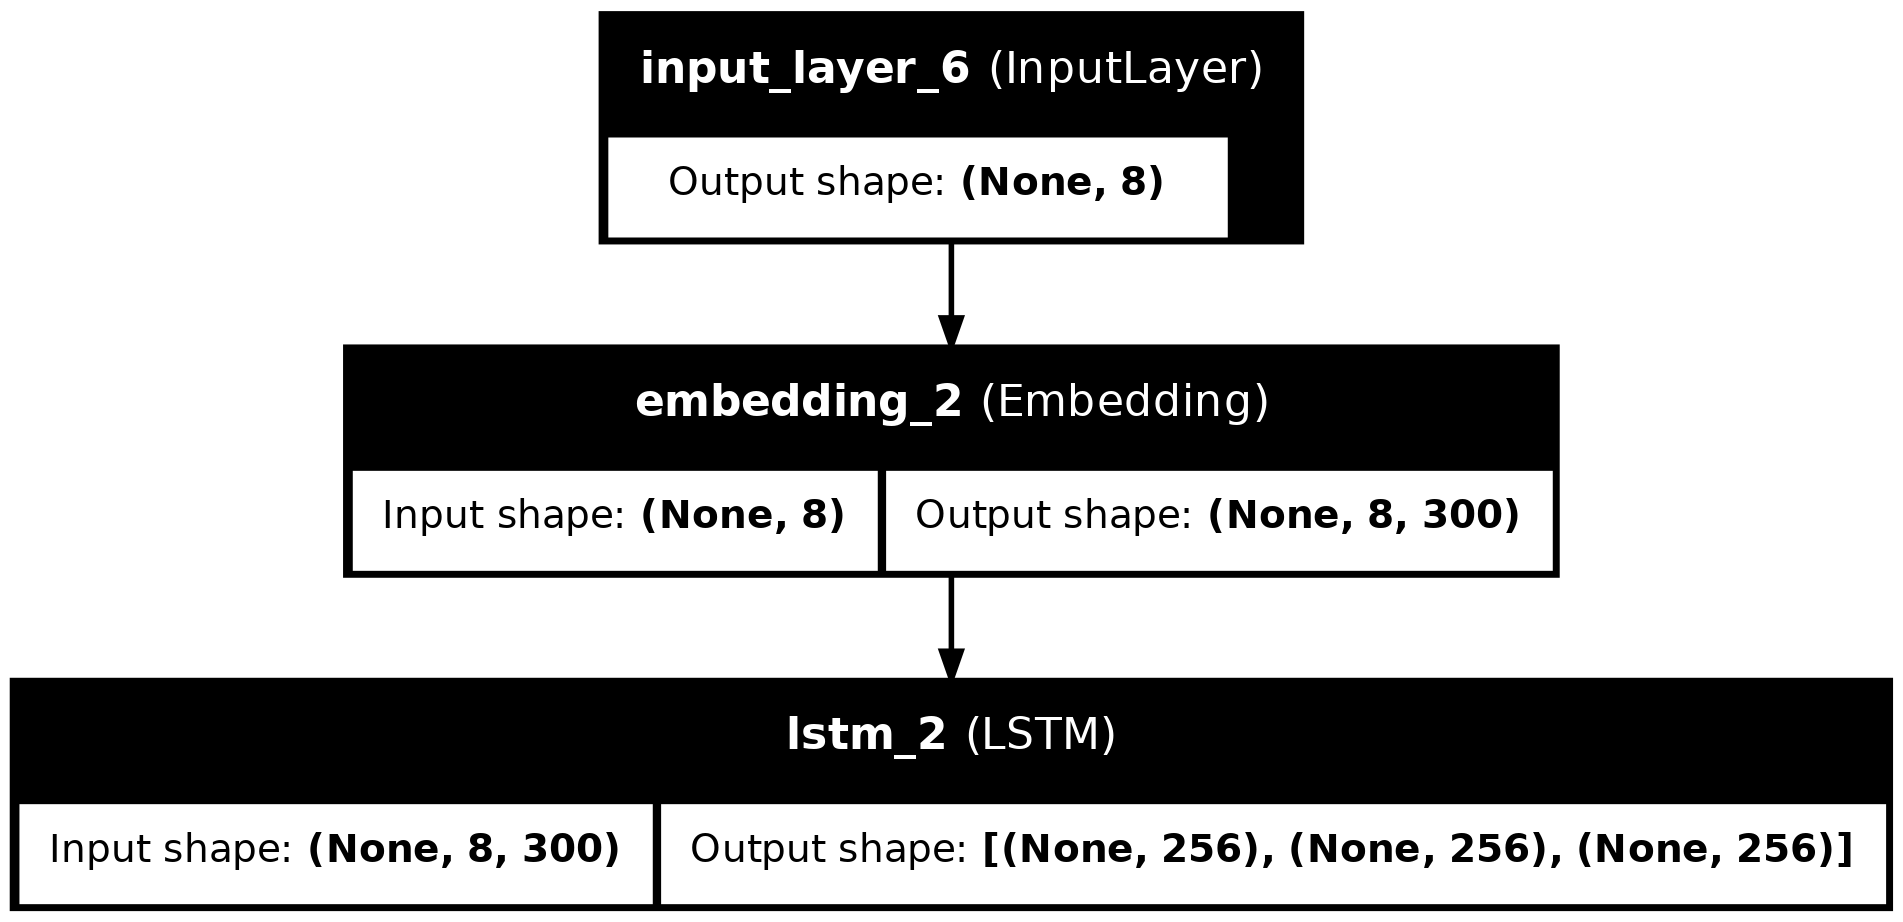 input_layer_6 (InputLayer)
Output shape: (None, 8)
embedding_2 (Embedding)
Input shape: (None, 8)
Output shape: (None, 8, 300)
lstm_2 (LSTM)
Input shape: (None, 8, 300)
Output shape: [(None, 256), (None, 256), (None, 256)]